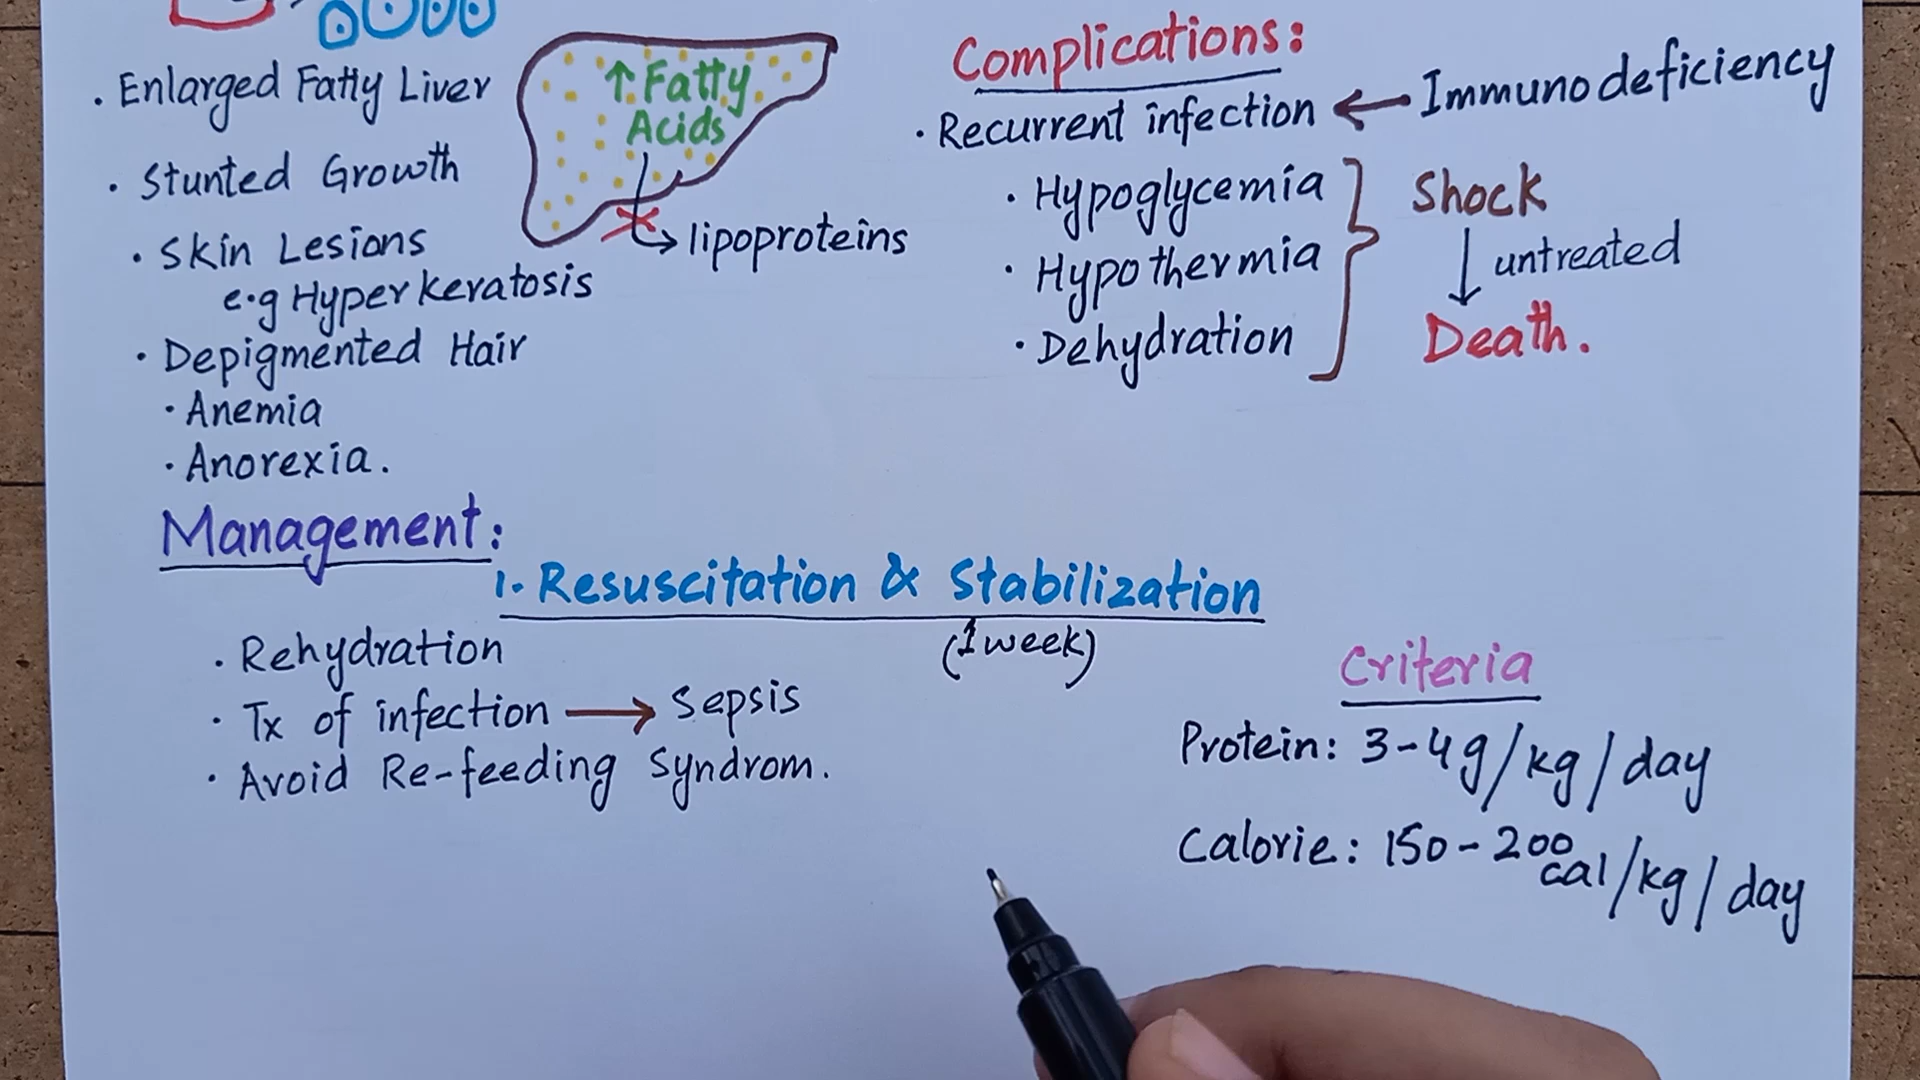 . Enlarged Fatty Liver
↑ Fatty
Acids
lipoproteins
. Stunted Growth
. Skin Lesions
e.g Hyperkeratosis
. Depigmented Hair
. Anemia
. Anorexia.
Complications:
. Recurrent infection ← Immunodeficiency
. Hypoglycemia
. Hypothermia
. Dehydration
Shock
↓ untreated
Death.
Management:
1. Resuscitation & Stabilization
(1 week)
. Rehydration
. Tx of infection → Sepsis
. Avoid Re-feeding Syndrom.
Criteria
Protein: 3-4g/kg/day
Calorie: 150-200 cal/kg/day